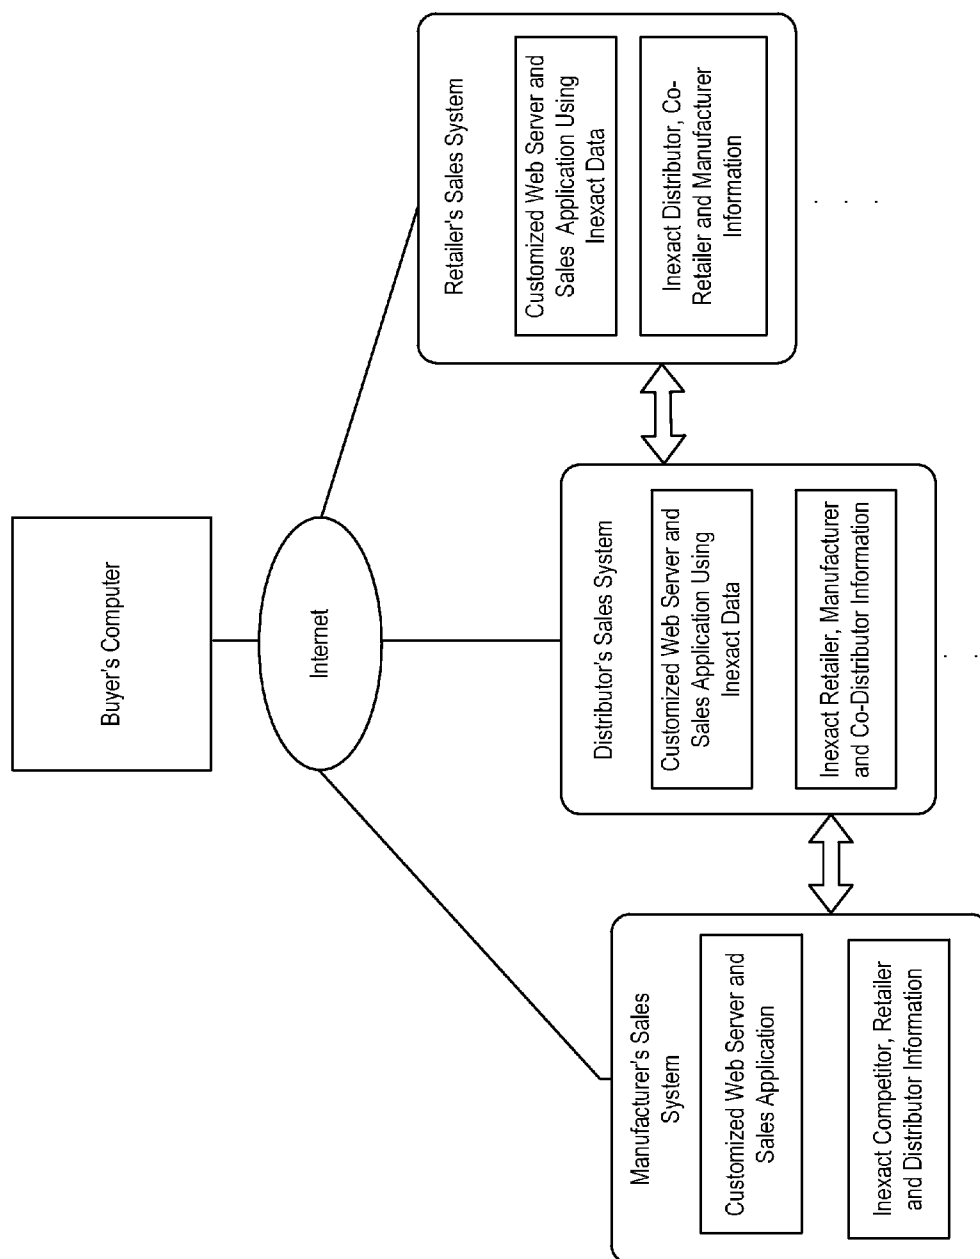 Buyer's Computer
Internet
Manufacturer's Sales
System
Customized Web Server and
Sales Application
Inexact Competitor, Retailer
and Distributor Information
Distributor's Sales System
Customized Web Server and
Sales Application Using
Inexact Data
Inexact Retailer, Manufacturer
and Co-Distributor Information
Retailer's Sales System
Customized Web Server and
Sales Application Using
Inexact Data
Inexact Distributor, Co-
Retailer and Manufacturer
Information